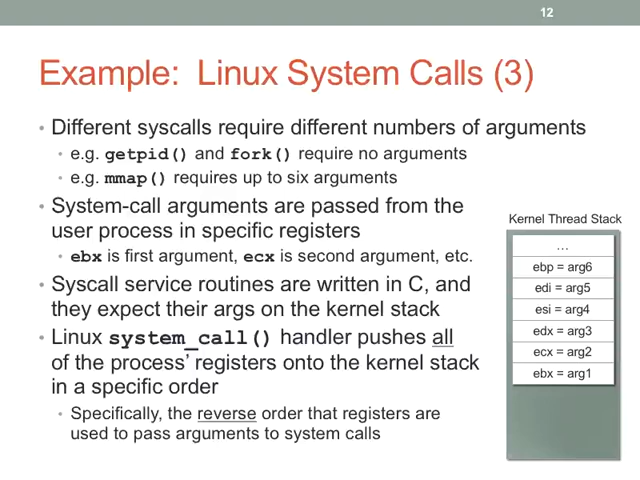 12
Example: Linux System Calls (3)
• Different syscalls require different numbers of arguments
• e.g. getpid() and fork() require no arguments
• e.g. mmap() requires up to six arguments
• System-call arguments are passed from the
user process in specific registers
• ebx is first argument, ecx is second argument, etc.
• Syscall service routines are written in C, and
they expect their args on the kernel stack
• Linux system_call() handler pushes all
of the process' registers onto the kernel stack
in a specific order
• Specifically, the reverse order that registers are
used to pass arguments to system calls
Kernel Thread Stack
…
ebp = arg6
edi = arg5
esi = arg4
edx = arg3
ecx = arg2
ebx = arg1